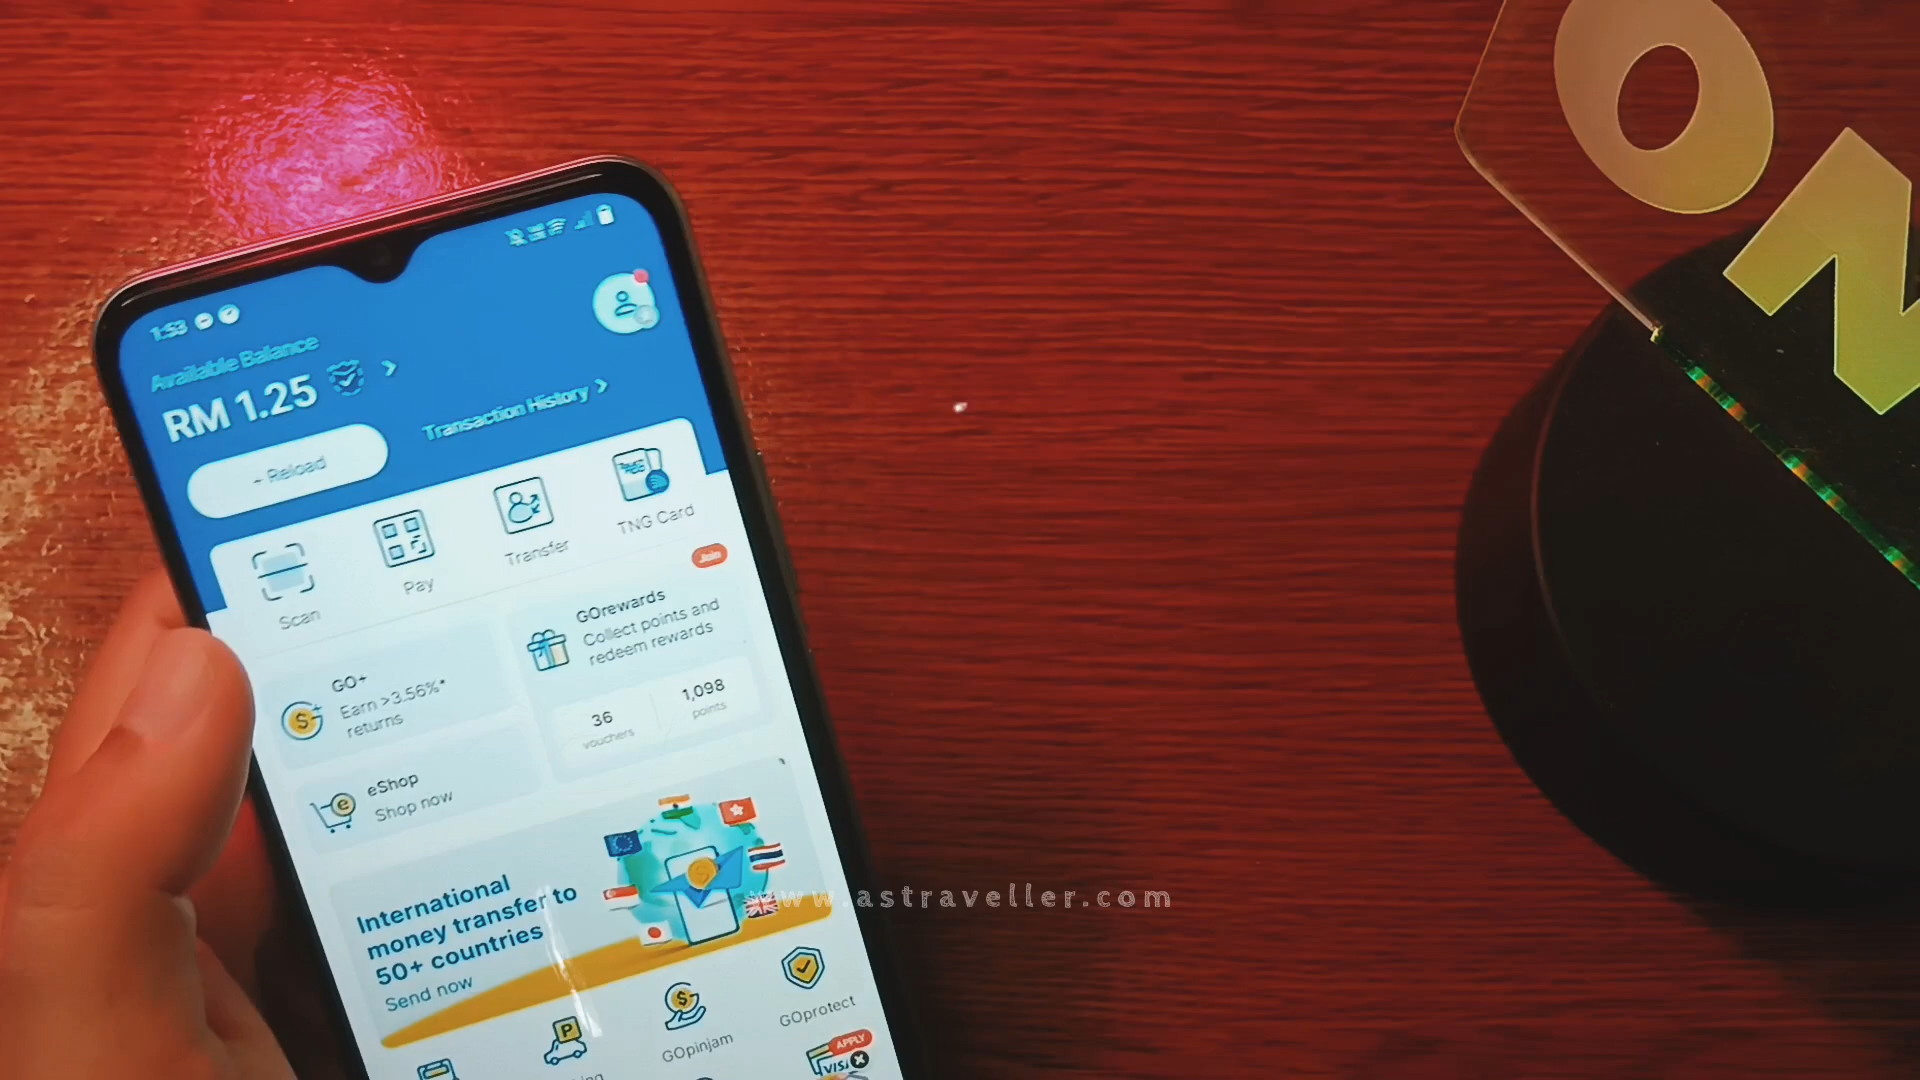 1:53
Available Balance
RM 1.25
Transaction History
Reload
Scan
Pay
Transfer
TNG Card
Join
GO+
Earn >3.56%*
returns
GOrewards
Collect points and
redeem rewards
36
vouchers
1,098
points
eShop
Shop now
International
money transfer to
50+ countries
Send now
GOpinjam
GOprotect
APPLY
VISA
P
www.astraveller.com
ON